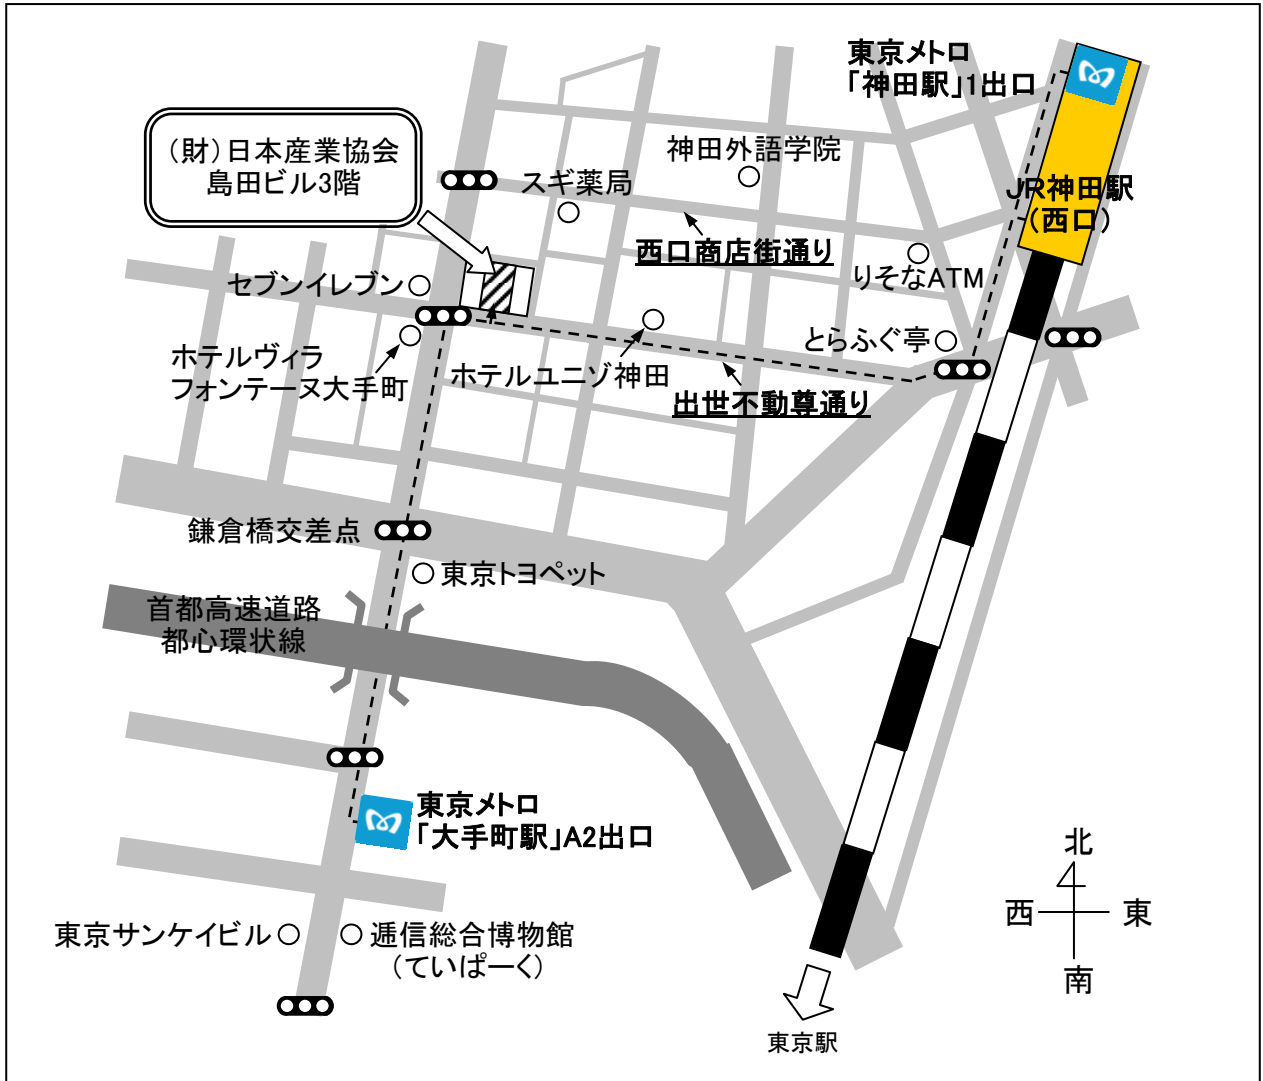 東京メトロ
「神田駅」1出口
(財)日本産業協会
島田ビル3階
神田外語学院
スギ薬局
JR神田駅
(西口)
西口商店街通り
りそなATM
セブンイレブン
とらふぐ亭
ホテルヴィラ
フォンテーヌ大手町
ホテルユニゾ神田
出世不動尊通り
鎌倉橋交差点
東京トヨペット
首都高速道路
都心環状線
東京メトロ
「大手町駅」A2出口
北
西
東
南
東京サンケイビル
逓信総合博物館
(ていぱーく)
東京駅